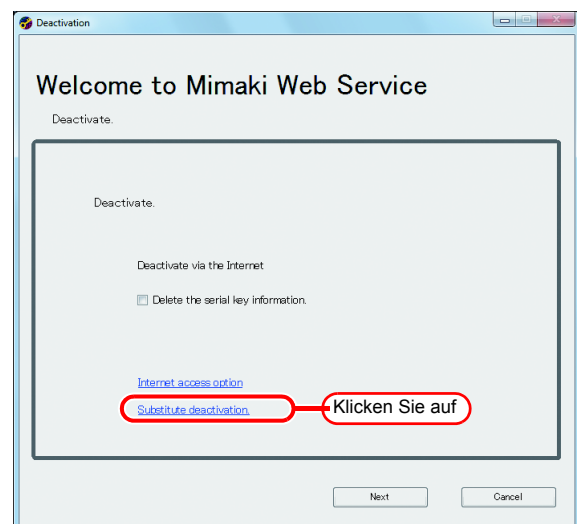 Deactivation
Welcome to Mimaki Web Service
Deactivate.
Deactivate.
Deactivate via the Internet
Delete the serial key information.
Internet access option
Substitute deactivation.
Klicken Sie auf
Next
Cancel